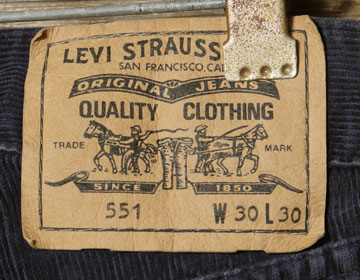 LEVI STRAUSS
SAN FRANCISCO, CAL
ORIGINAL JEANS
QUALITY CLOTHING
TRADE MARK
SINCE 1850
551 W 30 L 30